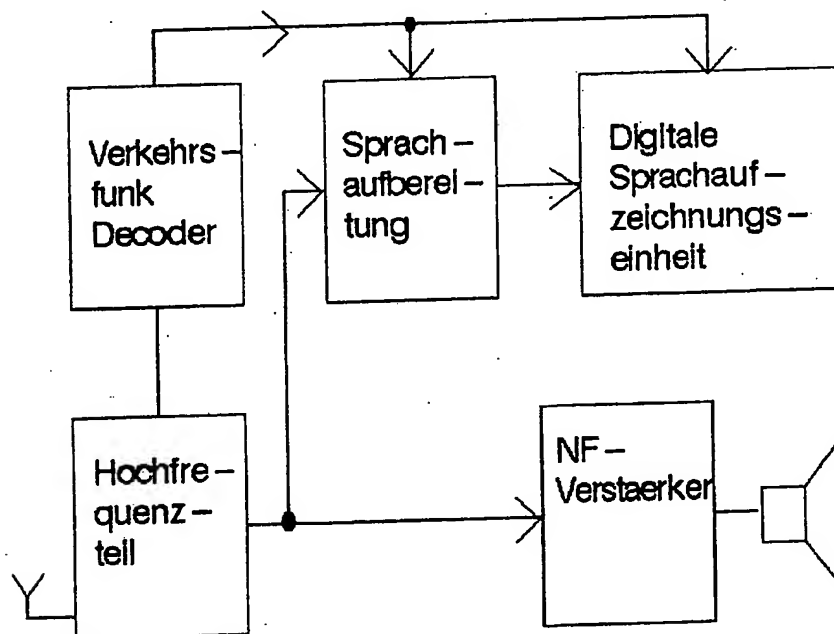 Verkehrs–
funk
Decoder
Sprach–
aufberei–
tung
Digitale
Sprachauf–
zeichnungs–
einheit
Hochfre–
quenz–
teil
NF–
Verstaerker